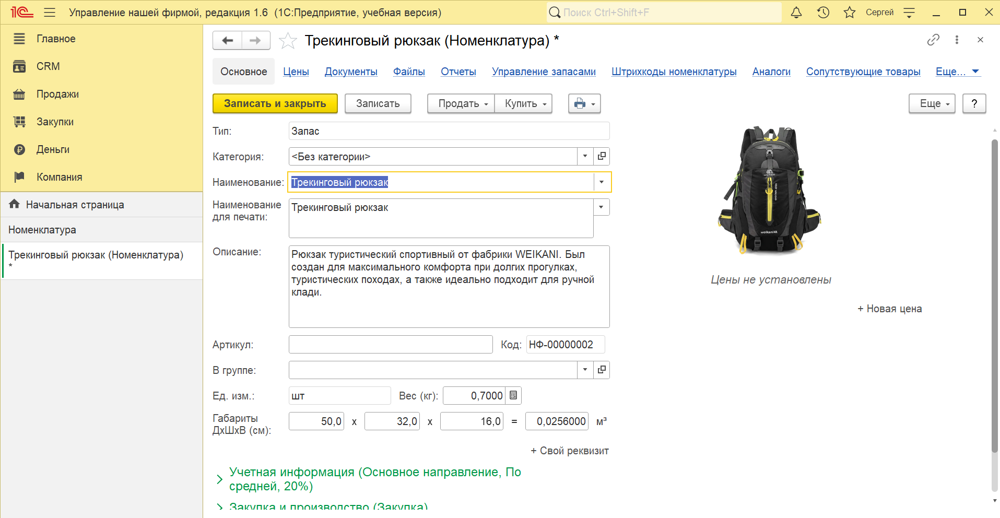 1С Управление нашей фирмой, редакция 1.6 (1С:Предприятие, учебная версия) Поиск Ctrl+Shift+F Сергей
Главное
CRM
Продажи
Закупки
Деньги
Компания
Начальная страница
Номенклатура
Трекинговый рюкзак (Номенклатура)
*
Трекинговый рюкзак (Номенклатура) *
Основное Цены Документы Файлы Отчеты Управление запасами Штрихкоды номенклатуры Аналоги Сопутствующие товары Еще...
Записать и закрыть Записать Продать Купить Еще ?
Тип: Запас
Категория: <Без категории>
Наименование: Трекинговый рюкзак
Наименование
для печати: Трекинговый рюкзак
Описание: Рюкзак туристический спортивный от фабрики WEIKANI. Был
создан для максимального комфорта при долгих прогулках,
туристических походах, а также идеально подходит для ручной
клади.
Артикул: Код: НФ-00000002
В группе:
Ед. изм.: шт Вес (кг): 0,7000
Габариты
ДхШхВ (см): 50,0 x 32,0 x 16,0 = 0,0256000 м³
+ Свой реквизит
Учетная информация (Основное направление, По
средней, 20%)
Закупка и производство (Закупка)
weikani 40L
Цены не установлены
+ Новая цена